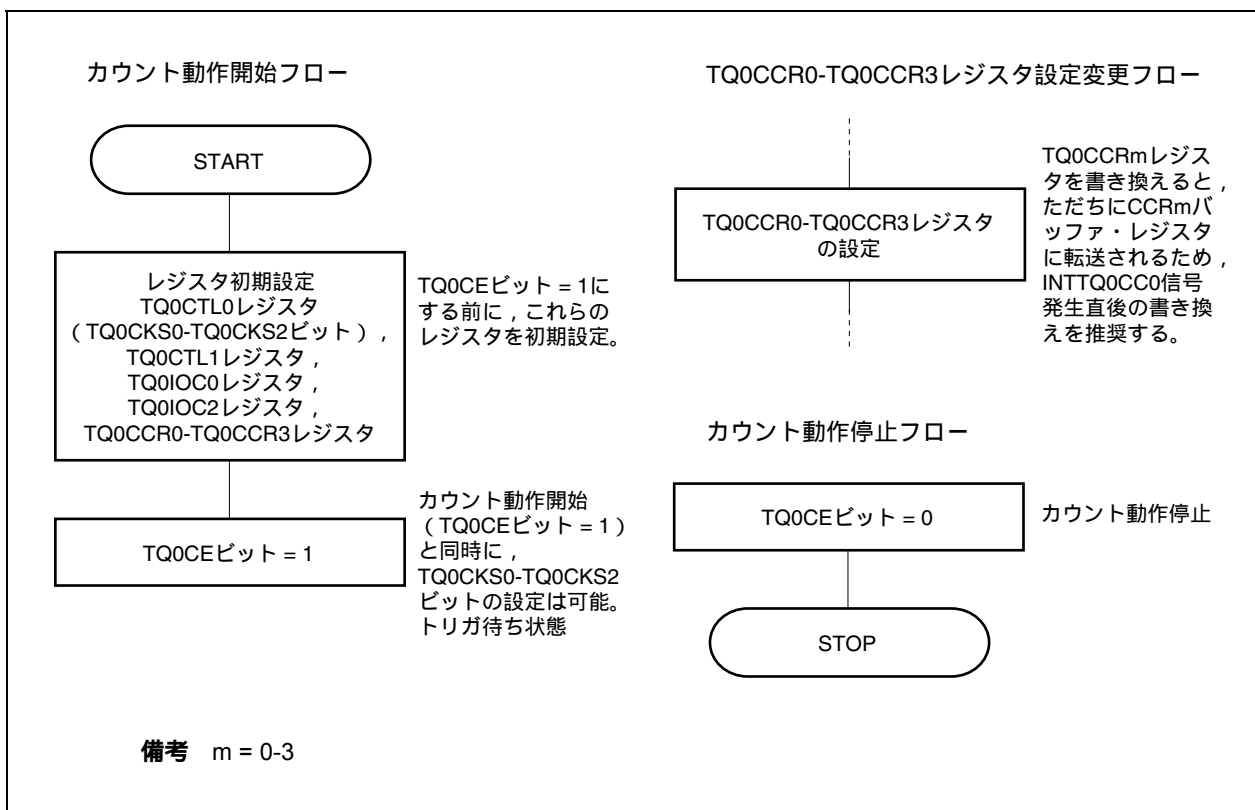 カウント動作開始フロー
START
レジスタ初期設定
TQ0CTL0レジスタ
（TQ0CKS0-TQ0CKS2ビット），
TQ0CTL1レジスタ，
TQ0IOC0レジスタ，
TQ0IOC2レジスタ，
TQ0CCR0-TQ0CCR3レジスタ
TQ0CEビット = 1に
する前に，これらの
レジスタを初期設定。
TQ0CEビット = 1
カウント動作開始
（TQ0CEビット = 1）
と同時に，
TQ0CKS0-TQ0CKS2
ビットの設定は可能。
トリガ待ち状態
TQ0CCR0-TQ0CCR3レジスタ設定変更フロー
TQ0CCR0-TQ0CCR3レジスタ
の設定
TQ0CCRmレジス
タを書き換えると，
ただちにCCRmバ
ッファ・レジスタ
に転送されるため，
INTTQ0CC0信号
発生直後の書き換
えを推奨する。
カウント動作停止フロー
TQ0CEビット = 0
カウント動作停止
STOP
備考 m = 0-3